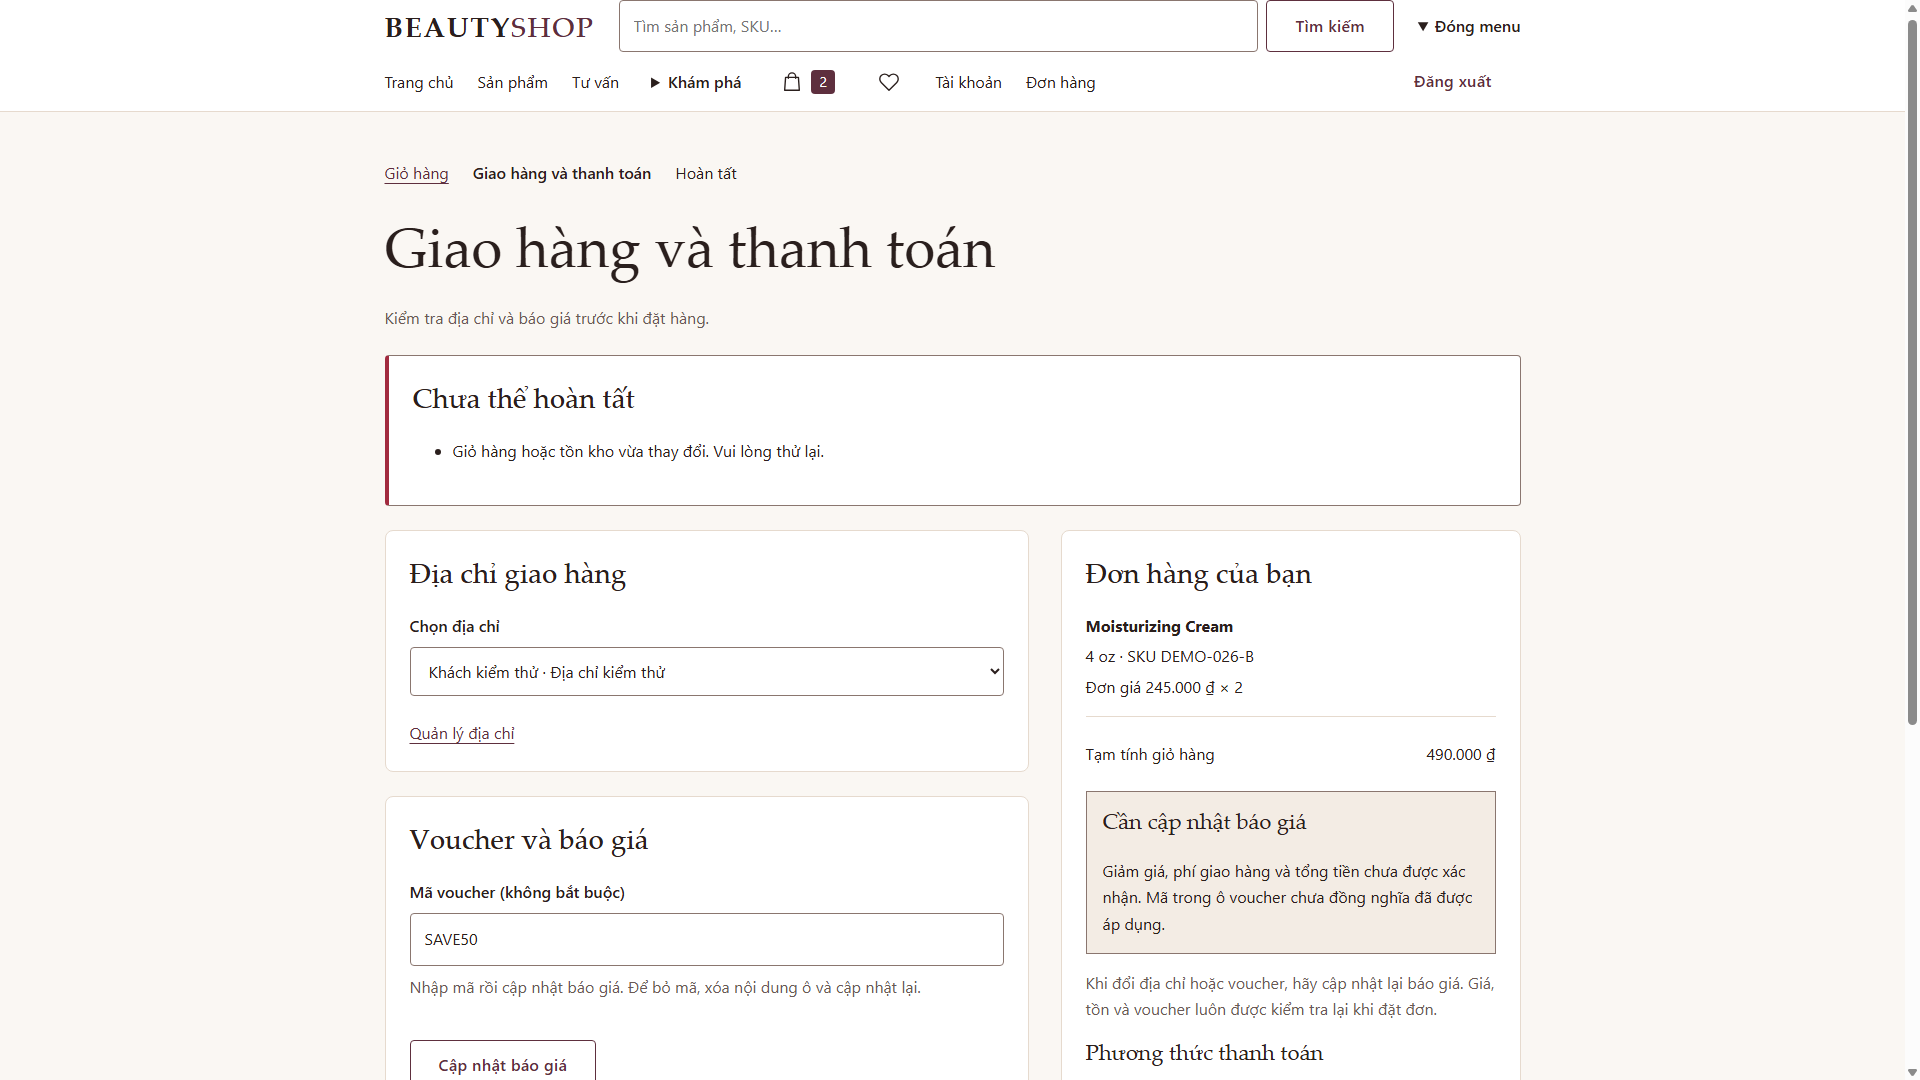 BEAUTYSHOP
Tìm sản phẩm, SKU...
Tìm kiếm
▼ Đóng menu
Trang chủ
Sản phẩm
Tư vấn
▶ Khám phá
2
Tài khoản
Đơn hàng
Đăng xuất
Giỏ hàng
Giao hàng và thanh toán
Hoàn tất
Giao hàng và thanh toán
Kiểm tra địa chỉ và báo giá trước khi đặt hàng.
Chưa thể hoàn tất
• Giỏ hàng hoặc tồn kho vừa thay đổi. Vui lòng thử lại.
Địa chỉ giao hàng
Chọn địa chỉ
Khách kiểm thử · Địa chỉ kiểm thử
Quản lý địa chỉ
Voucher và báo giá
Mã voucher (không bắt buộc)
SAVE50
Nhập mã rồi cập nhật báo giá. Để bỏ mã, xóa nội dung ô và cập nhật lại.
Cập nhật báo giá
Đơn hàng của bạn
Moisturizing Cream
4 oz · SKU DEMO-026-B
Đơn giá 245.000 ₫ × 2
Tạm tính giỏ hàng
490.000 ₫
Cần cập nhật báo giá
Giảm giá, phí giao hàng và tổng tiền chưa được xác
nhận. Mã trong ô voucher chưa đồng nghĩa đã được
áp dụng.
Khi đổi địa chỉ hoặc voucher, hãy cập nhật lại báo giá. Giá,
tồn và voucher luôn được kiểm tra lại khi đặt đơn.
Phương thức thanh toán